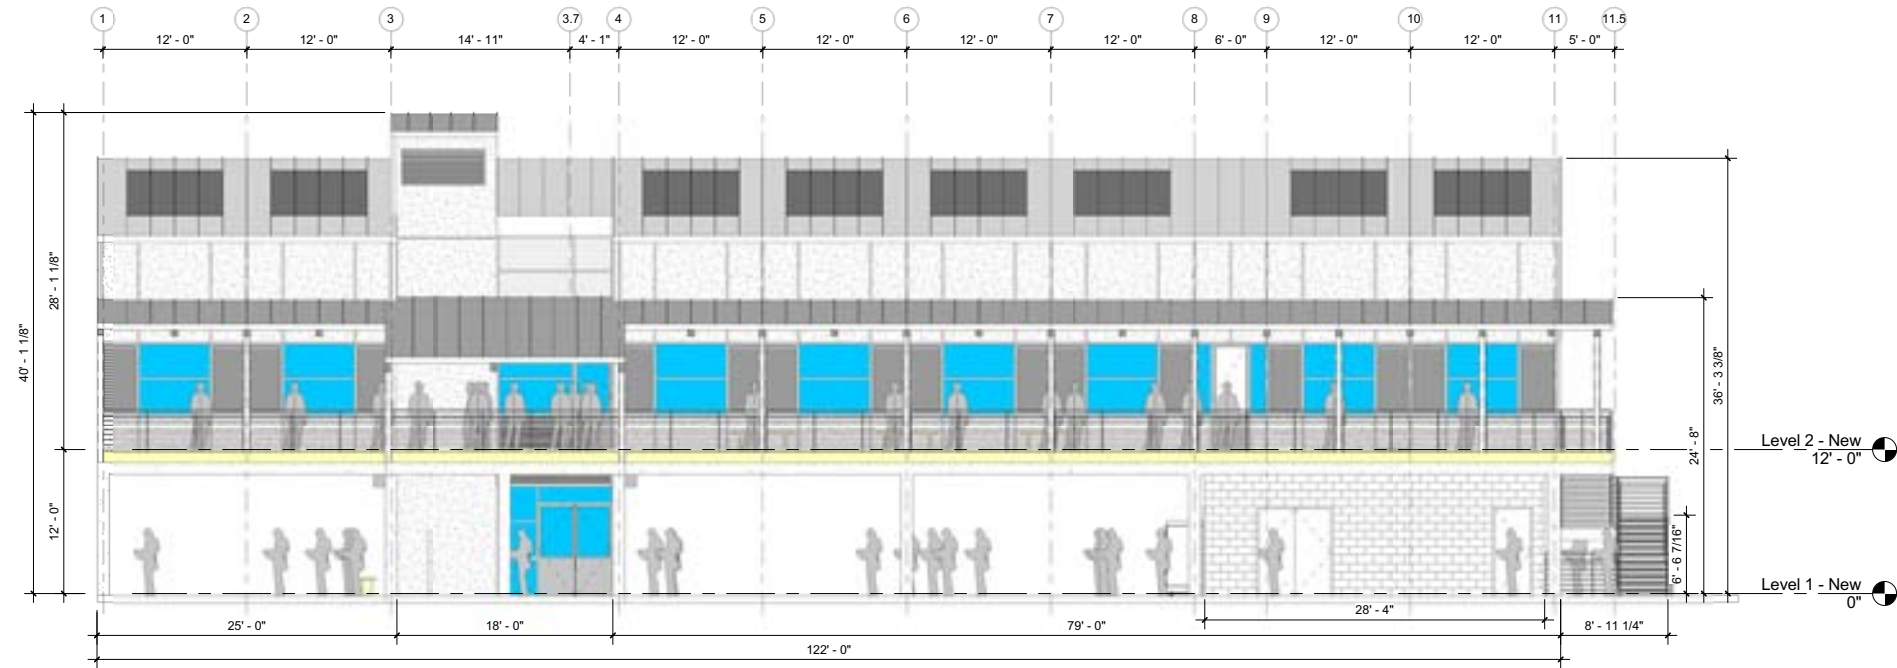 1 2 3 3.7 4 5 6 7 8 9 10 11 11.5
12' - 0" 12' - 0" 14' - 11" 4' - 1" 12' - 0" 12' - 0" 12' - 0" 12' - 0" 6' - 0" 12' - 0" 12' - 0" 5' - 0"
40' - 1 1/8"
28' - 1 1/8"
12' - 0"
36' - 3 3/8"
24' - 8"
6' - 6 7/16"
Level 2 - New
12' - 0"
Level 1 - New
0"
28' - 4"
25' - 0" 18' - 0" 79' - 0" 8' - 11 1/4"
122' - 0"